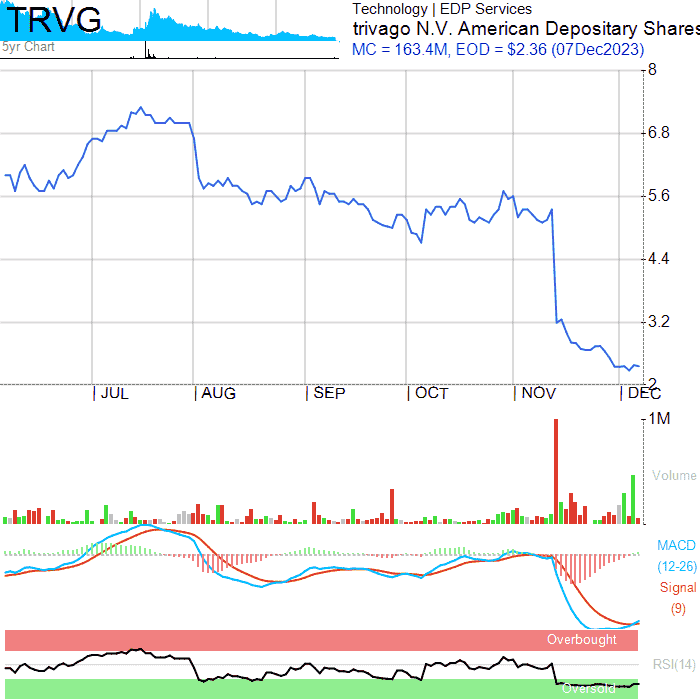 TRVG
5yr Chart
Technology | EDP Services
trivago N.V. American Depositary Shares
MC = 163.4M, EOD = $2.36 (07Dec2023)
8
6.8
5.6
4.4
3.2
2
JUL AUG SEP OCT NOV DEC
1M
Volume
MACD
(12-26)
Signal
(9)
Overbought
RSI(14)
Oversold